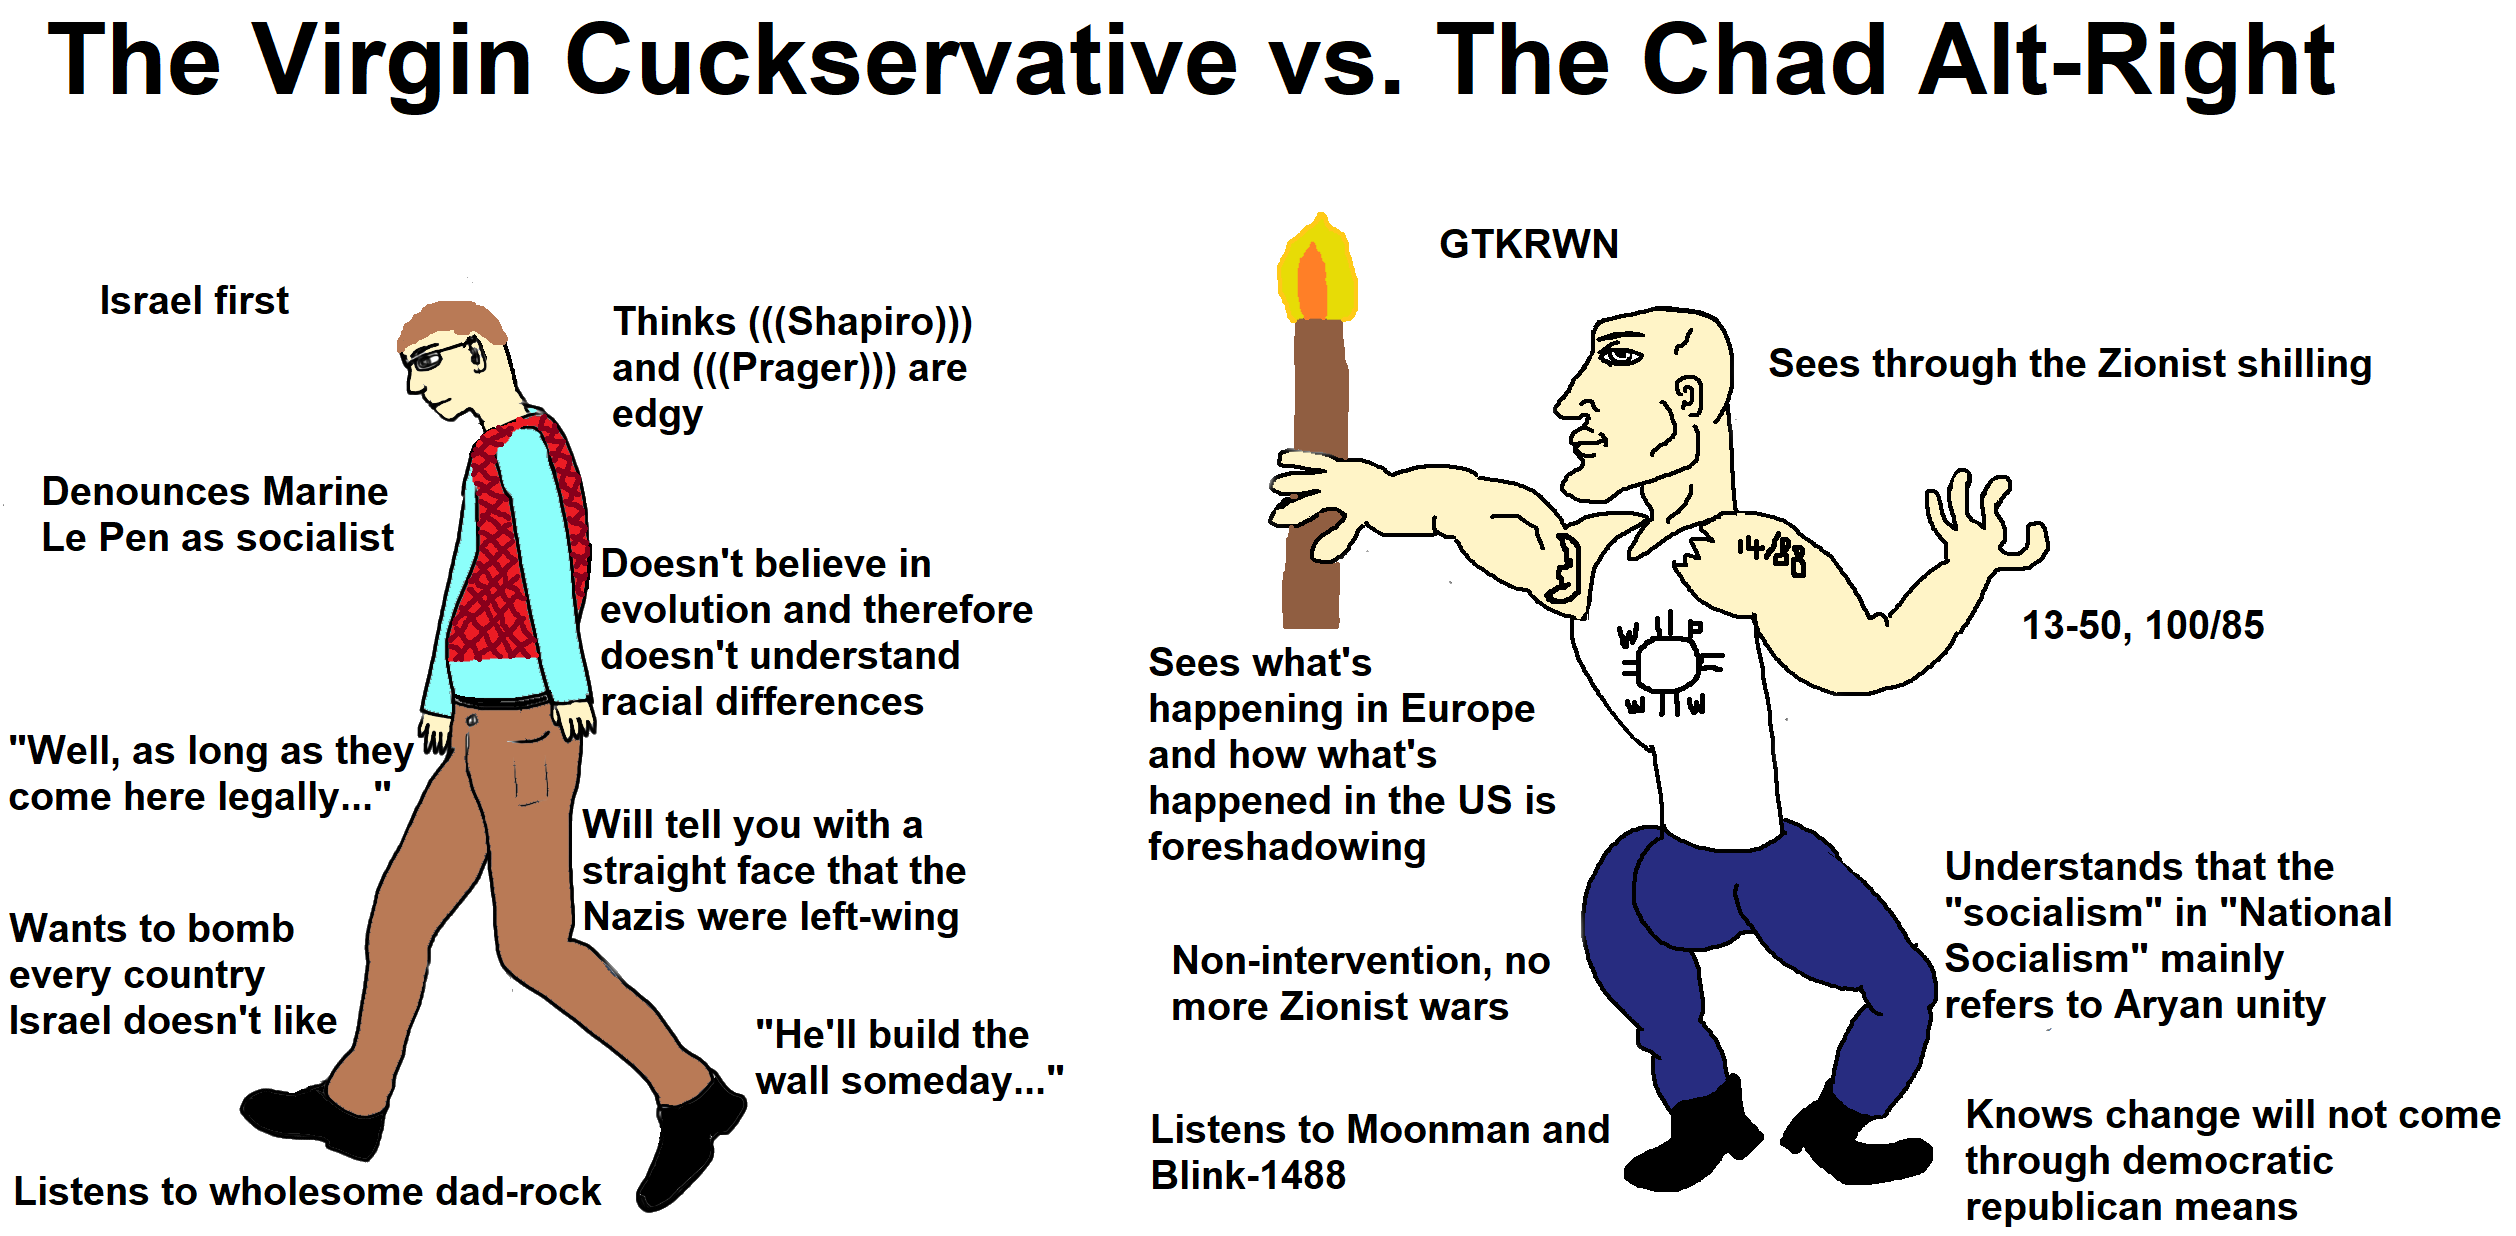 The Virgin Cuckservative vs. The Chad Alt-Right
Israel first
Thinks (((Shapiro)))
and (((Prager))) are
edgy
Denounces Marine
Le Pen as socialist
Doesn't believe in
evolution and therefore
doesn't understand
racial differences
"Well, as long as they
come here legally..."
Will tell you with a
straight face that the
Nazis were left-wing
Wants to bomb
every country
Israel doesn't like
"He'll build the
wall someday..."
Listens to wholesome dad-rock
GTKRWN
Sees through the Zionist shilling
14/88
13-50, 100/85
W P
W W
Sees what's
happening in Europe
and how what's
happened in the US is
foreshadowing
Understands that the
"socialism" in "National
Socialism" mainly
refers to Aryan unity
Non-intervention, no
more Zionist wars
Listens to Moonman and
Blink-1488
Knows change will not come
through democratic
republican means